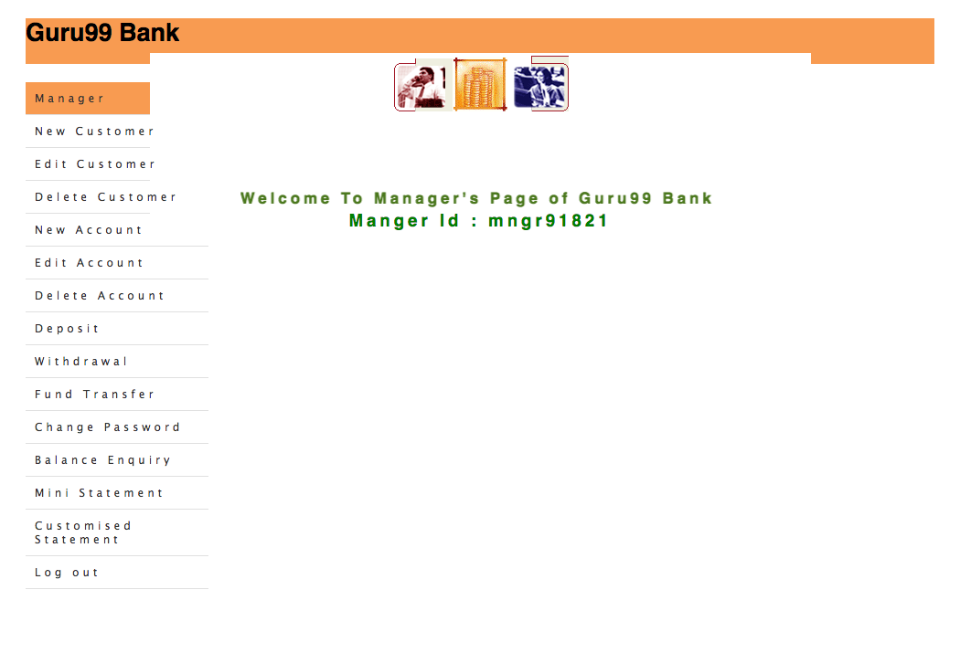 Guru99 Bank
Manager
New Customer
Edit Customer
Delete Customer
New Account
Edit Account
Delete Account
Deposit
Withdrawal
Fund Transfer
Change Password
Balance Enquiry
Mini Statement
Customised
Statement
Log out
Welcome To Manager's Page of Guru99 Bank
Manger Id : mngr91821